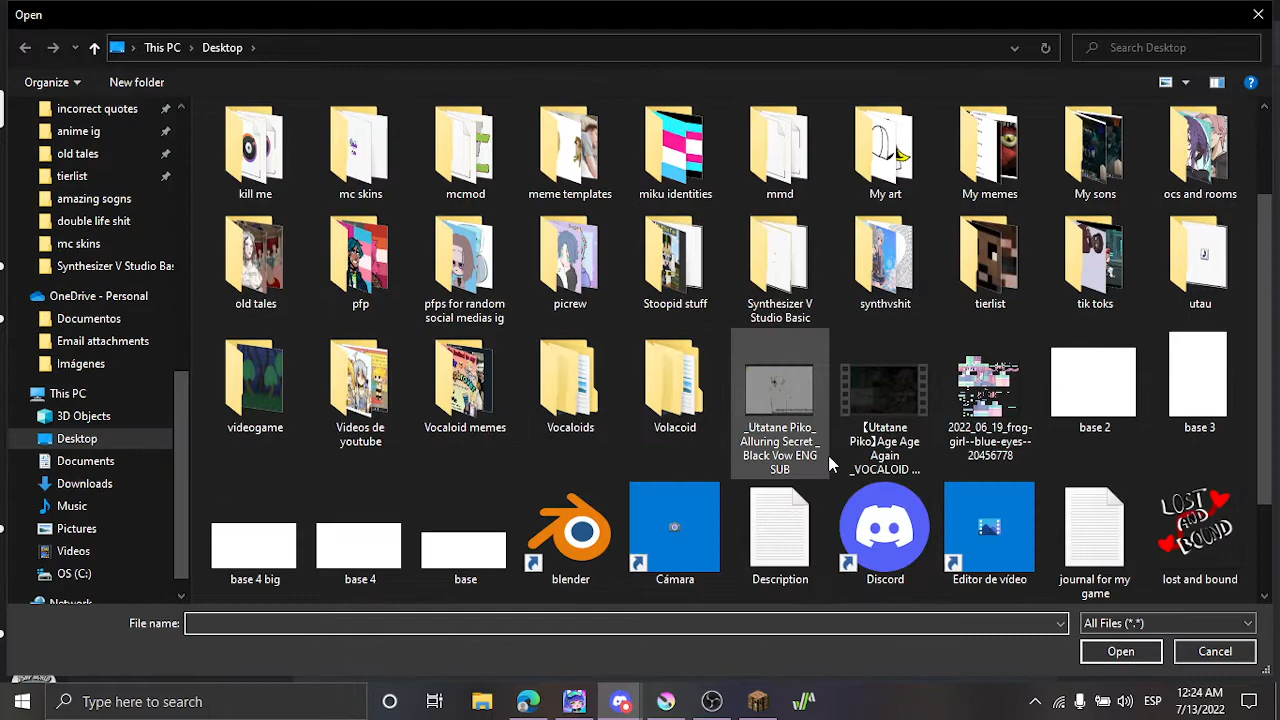 Open
This PC
Desktop
Search Desktop
Organize
New folder
incorrect quotes
anime ig
old tales
tierlist
amazing sogns
double life shit
mc skins
Synthesizer V Studio Bas
OneDrive - Personal
Documentos
Email attachments
Imágenes
This PC
3D Objects
Desktop
Documents
Downloads
Music
Pictures
Videos
OS (C:)
Network
kill me
mc skins
mcmod
meme templates
miku identities
mmd
My art
My memes
My sons
ocs and rooms
old tales
pfp
pfps for random
social medias ig
picrew
Stoopid stuff
Synthesizer V
Studio Basic
synthvshit
tierlist
tik toks
utau
videogame
Videos de
youtube
Vocaloid memes
Vocaloids
Volacoid
_Utatane Piko_
Alluring Secret _
Black Vow ENG
SUB
【Utatane
Piko】Age Age
Again
_VOCALOID ...
2022_06_19_frog-
girl--blue-eyes--
20456778
base 2
base 3
base 4 big
base 4
base
blender
Cámara
Description
Discord
Editor de vídeo
journal for my
game
LOST
AND
BOUND
lost and bound
File name:
All Files (*.*)
Open
Cancel
Type here to search
ESP
12:24 AM
7/13/2022